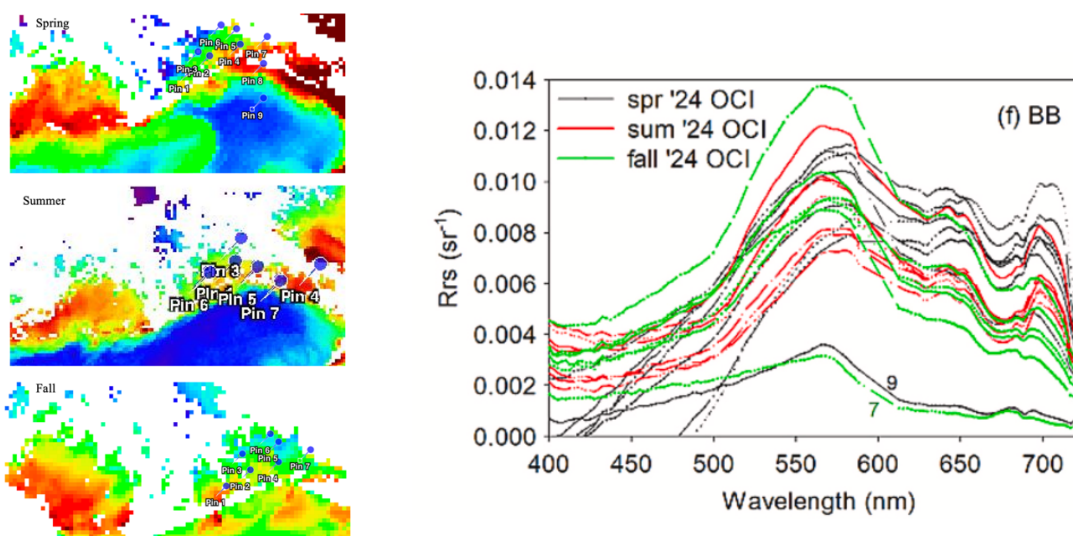 Spring
Pin 6
Pin 5
Pin 7
Pin 4
Pin 3
Pin 2
Pin 1
Pin 8
Pin 9
Summer
Pin 3
Pin 5
Pin 4
Pin 6
Pin 7
Fall
Pin 6
Pin 5
Pin 7
Pin 3
Pin 4
Pin 2
Pin 1
0.014
0.012
0.010
0.008
0.006
0.004
0.002
0.000
Rrs (sr⁻¹)
spr '24 OCI
sum '24 OCI
fall '24 OCI
(f) BB
9
7
400 450 500 550 600 650 700
Wavelength (nm)